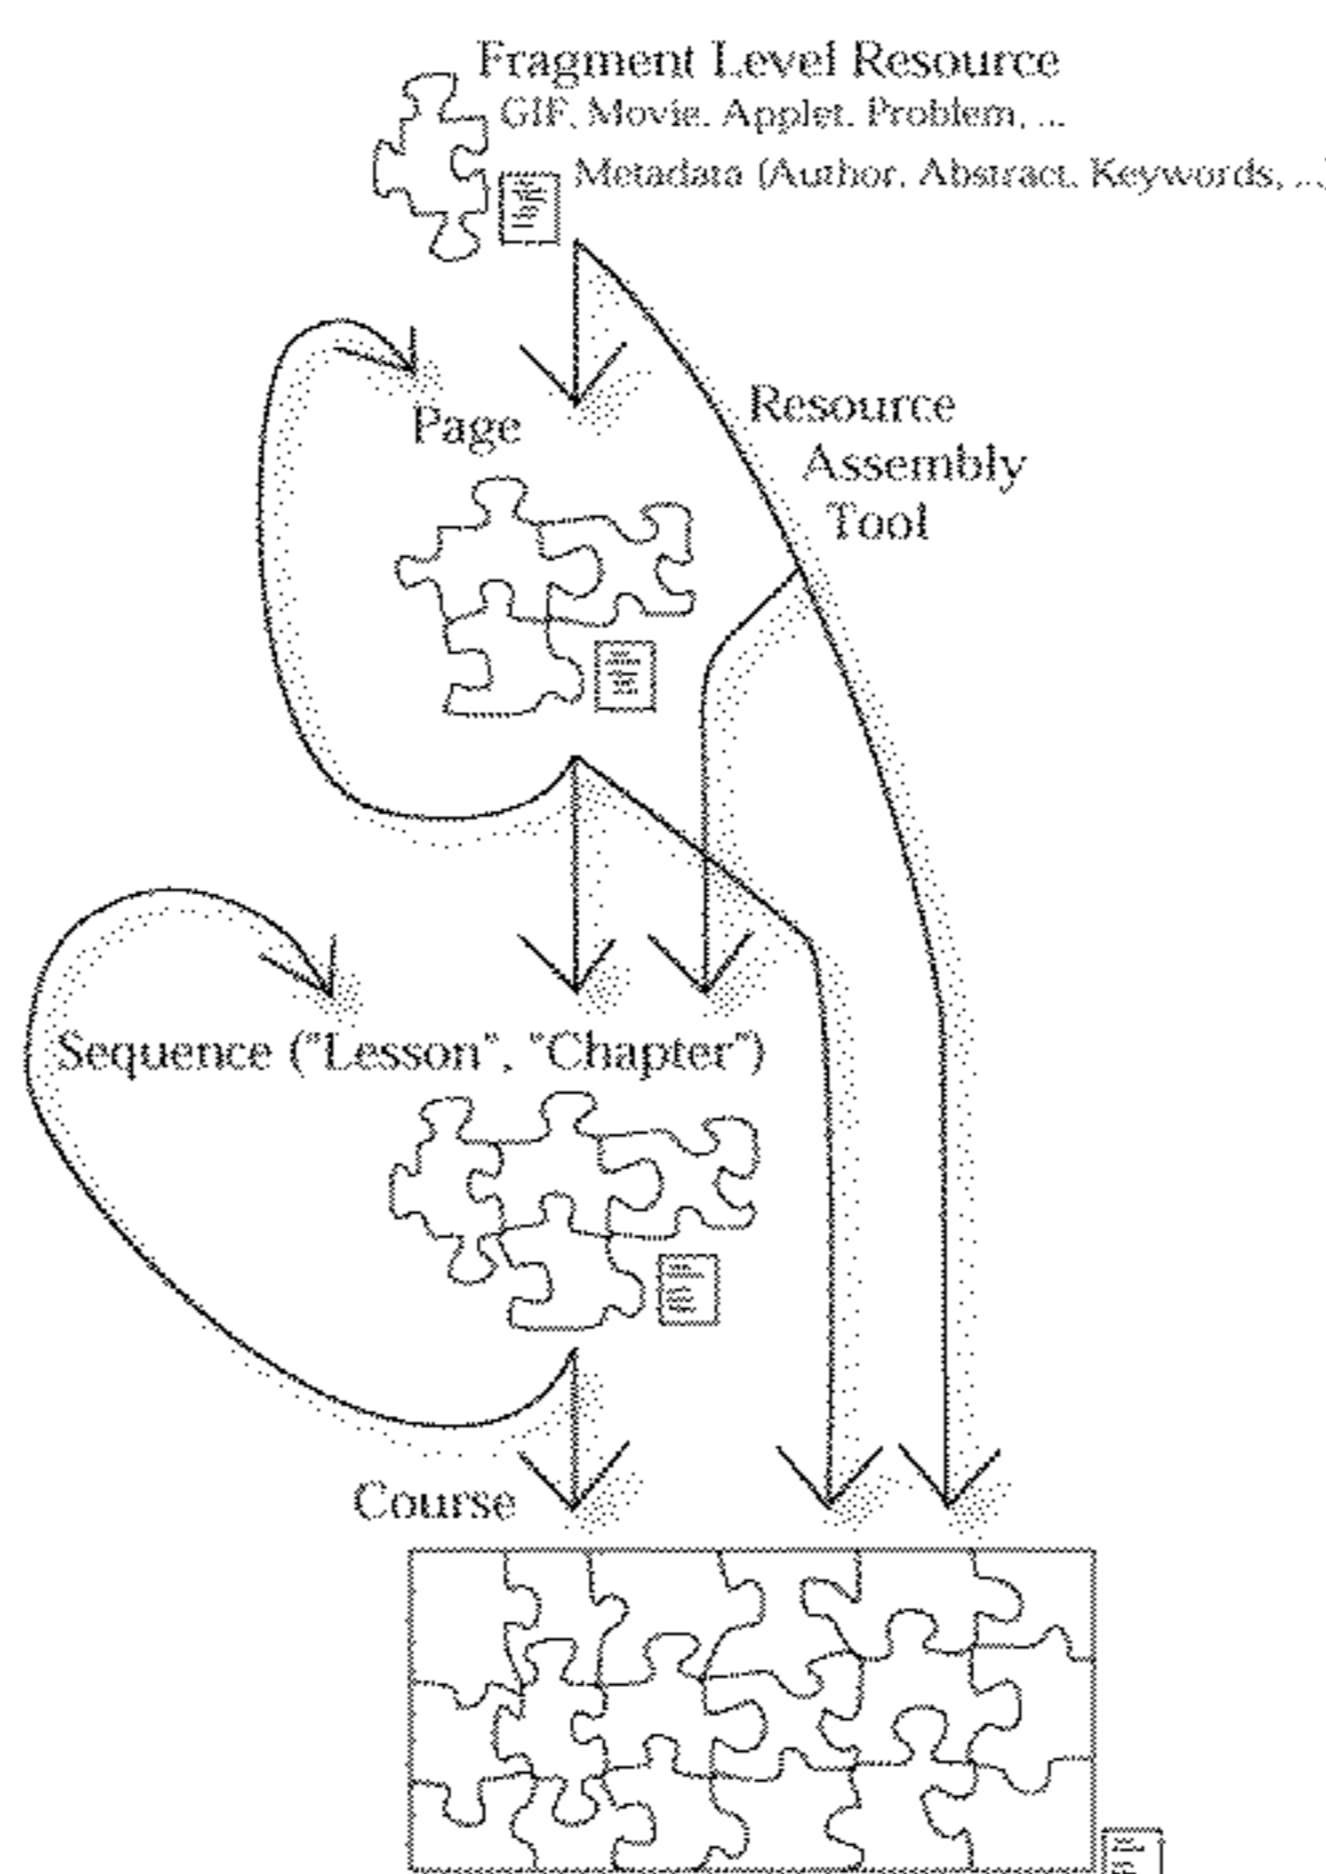 Fragment Level Resource
GIF, Movie, Applet, Problem, ...
Metadata (Author, Abstract, Keywords, ...)
Page
Resource
Assembly
Tool
Sequence ("Lesson", "Chapter")
Course